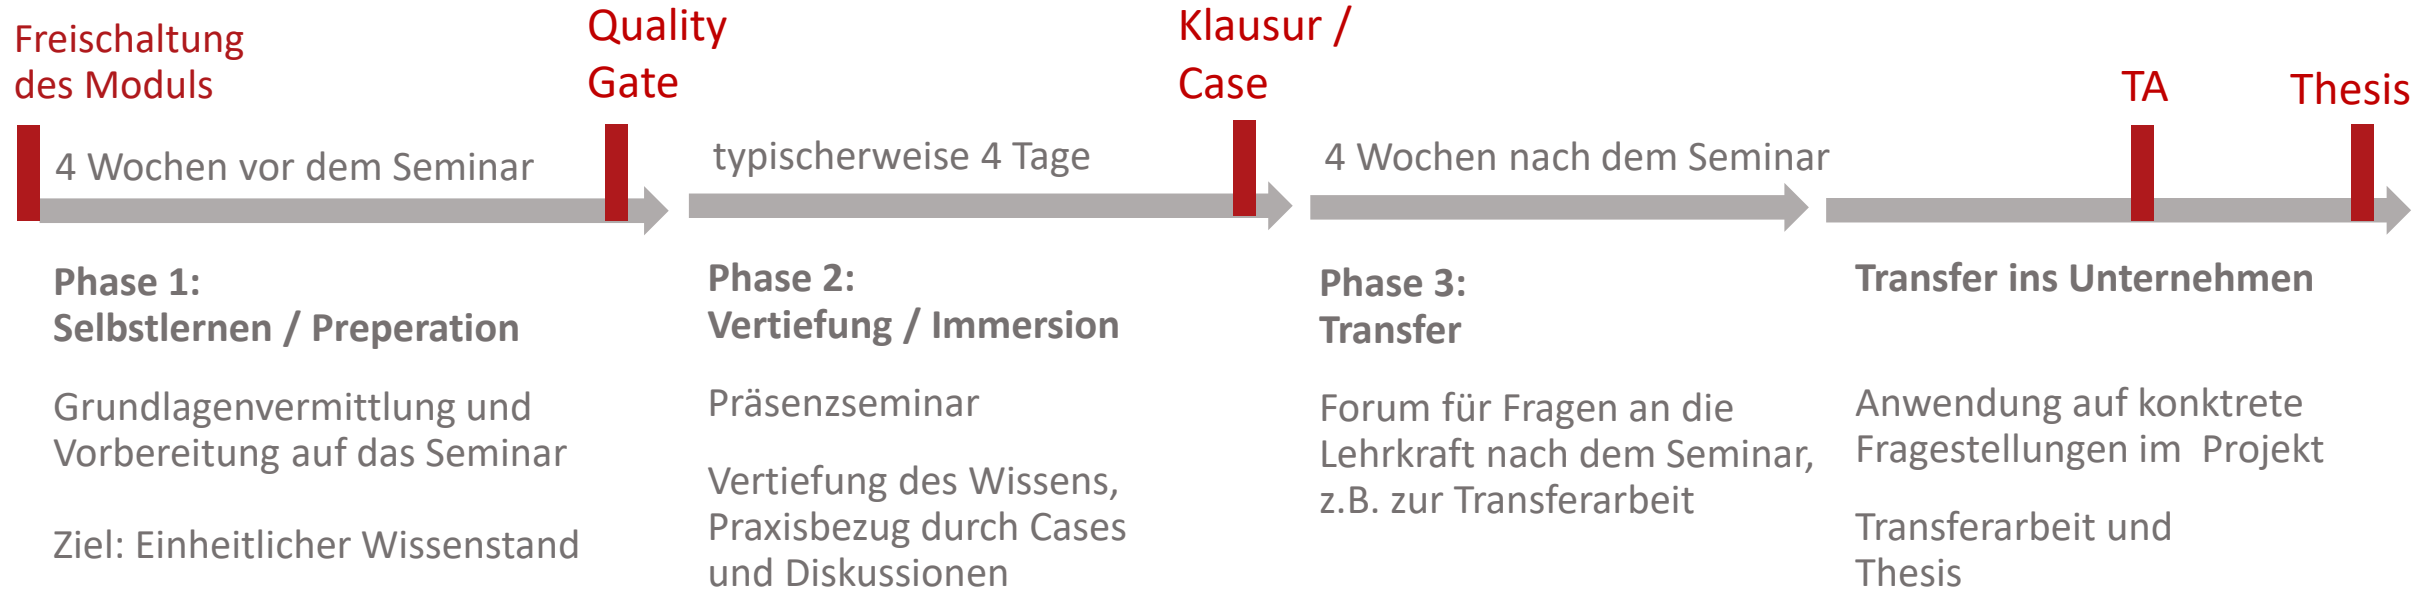 Freischaltung
des Moduls
Quality
Gate
Klausur /
Case
TA
Thesis
4 Wochen vor dem Seminar
typischerweise 4 Tage
4 Wochen nach dem Seminar
Phase 1:
Selbstlernen / Preperation
Grundlagenvermittlung und
Vorbereitung auf das Seminar
Ziel: Einheitlicher Wissenstand
Phase 2:
Vertiefung / Immersion
Präsenzseminar
Vertiefung des Wissens,
Praxisbezug durch Cases
und Diskussionen
Phase 3:
Transfer
Forum für Fragen an die
Lehrkraft nach dem Seminar,
z.B. zur Transferarbeit
Transfer ins Unternehmen
Anwendung auf konktrete
Fragestellungen im  Projekt
Transferarbeit und
Thesis